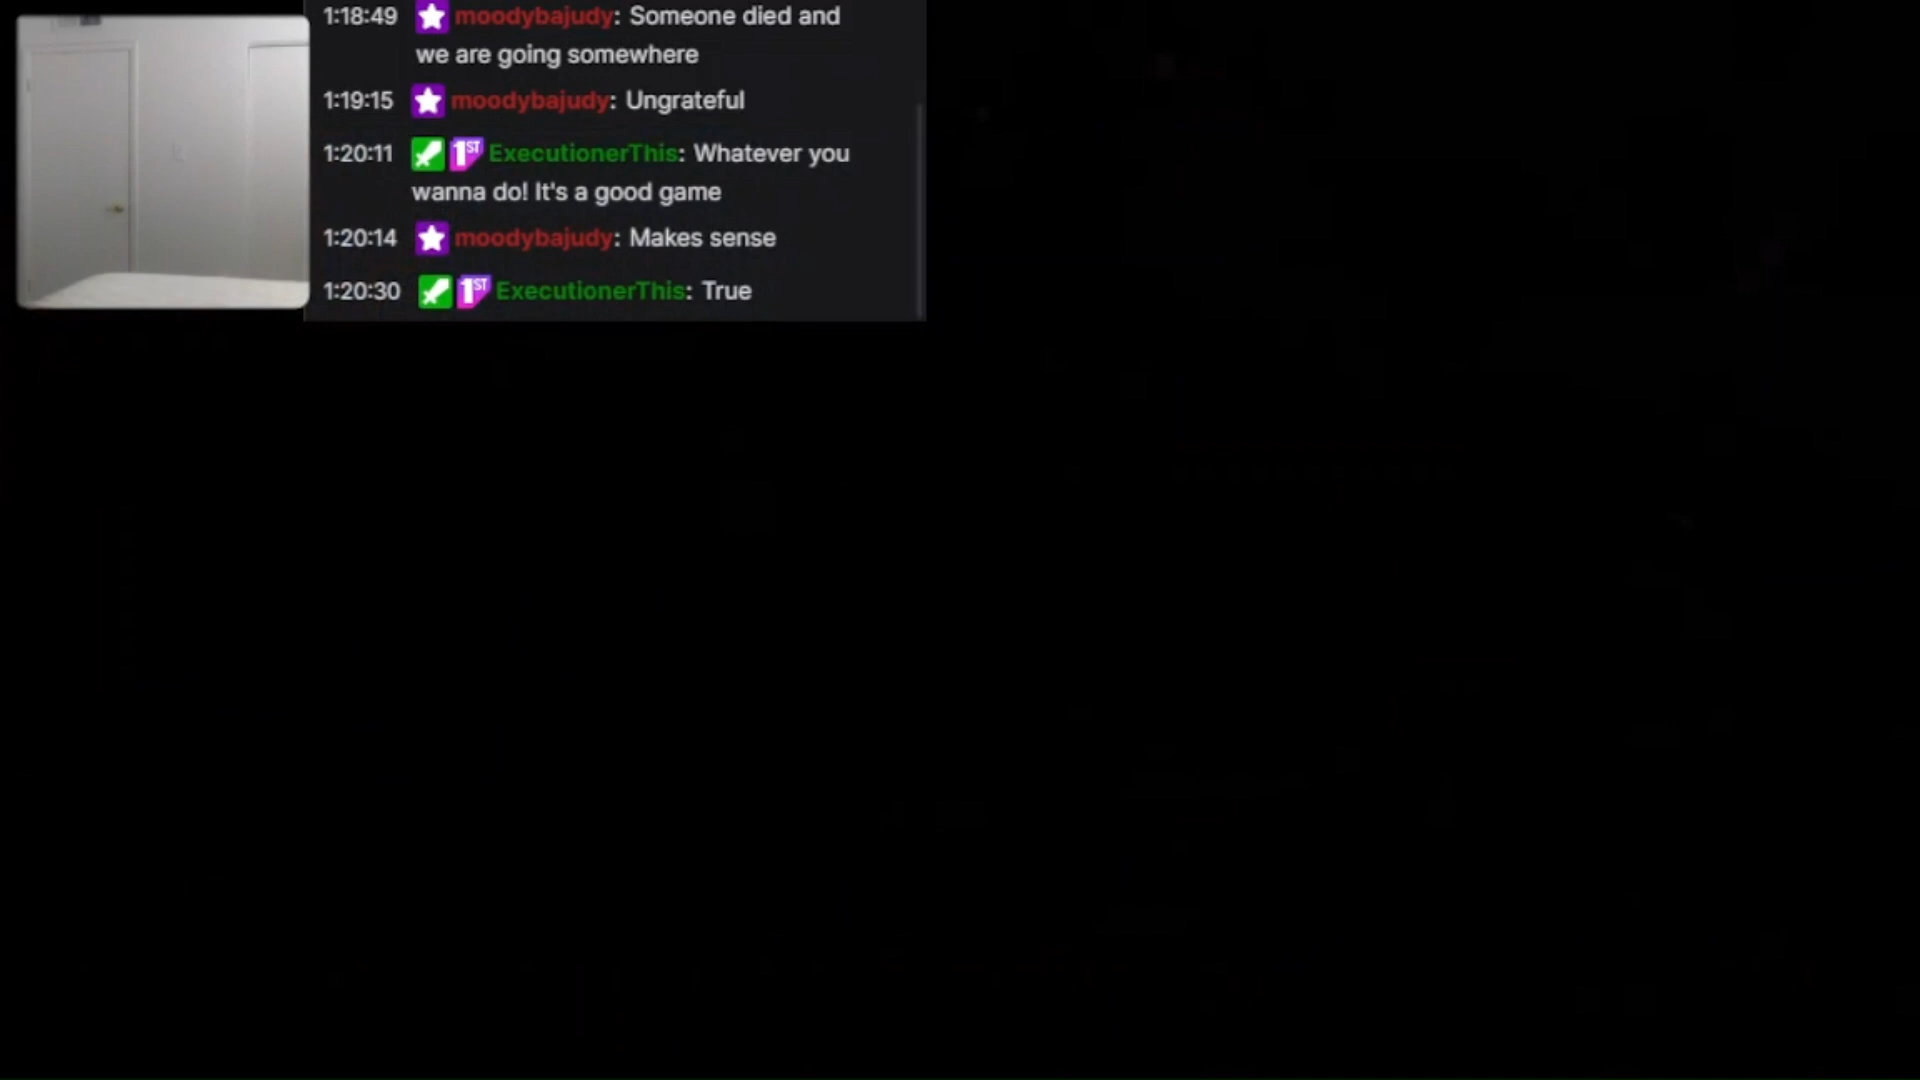 1:18:49 moodybajudy: Someone died and
we are going somewhere
1:19:15 moodybajudy: Ungrateful
1:20:11 1ST ExecutionerThis: Whatever you
wanna do! It's a good game
1:20:14 moodybajudy: Makes sense
1:20:30 1ST ExecutionerThis: True